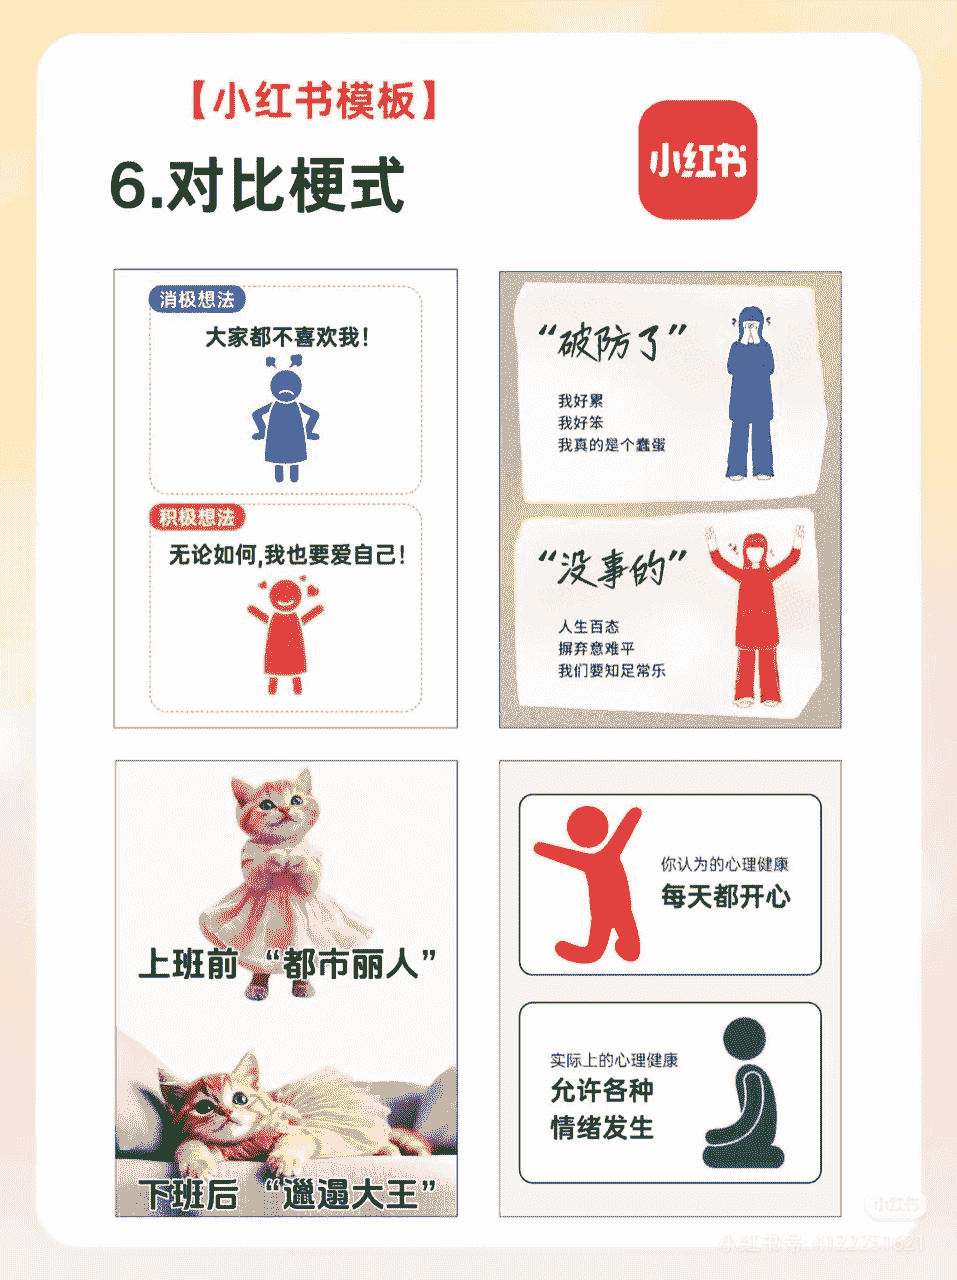 【小红书模板】
小红书
6.对比梗式
消极想法
大家都不喜欢我！
积极想法
无论如何,我也要爱自己！
“破防了”
我好累
我好笨
我真的是个蠢蛋
“没事的”
人生百态
摒弃意难平
我们要知足常乐
上班前 “都市丽人”
下班后 “邋遢大王”
你认为的心理健康
每天都开心
实际上的心理健康
允许各种
情绪发生
小红书
小红书号: